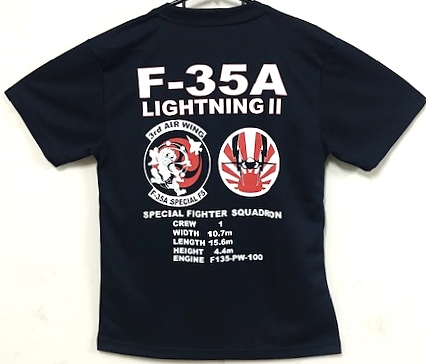 F-35A
LIGHTNING II
3rd AIR WING
F-35A SPECIAL FS
SPECIAL FIGHTER SQUADRON
CREW 1
WIDTH 10.7m
LENGTH 15.6m
HEIGHT 4.4m
ENGINE F135-PW-100